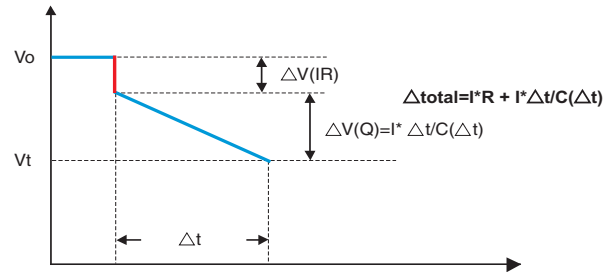 Vo
△V(IR)
△total=I*R + I*△t/C(△t)
△V(Q)=I* △t/C(△t)
Vt
△t